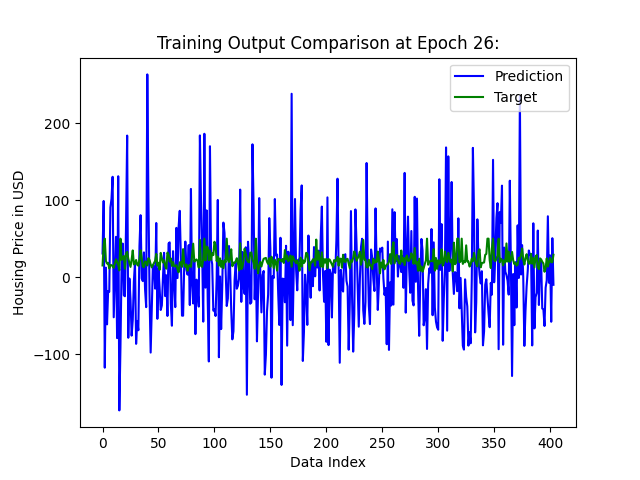 Training Output Comparison at Epoch 26:
Prediction
Target
Housing Price in USD
200
100
0
−100
0 50 100 150 200 250 300 350 400
Data Index